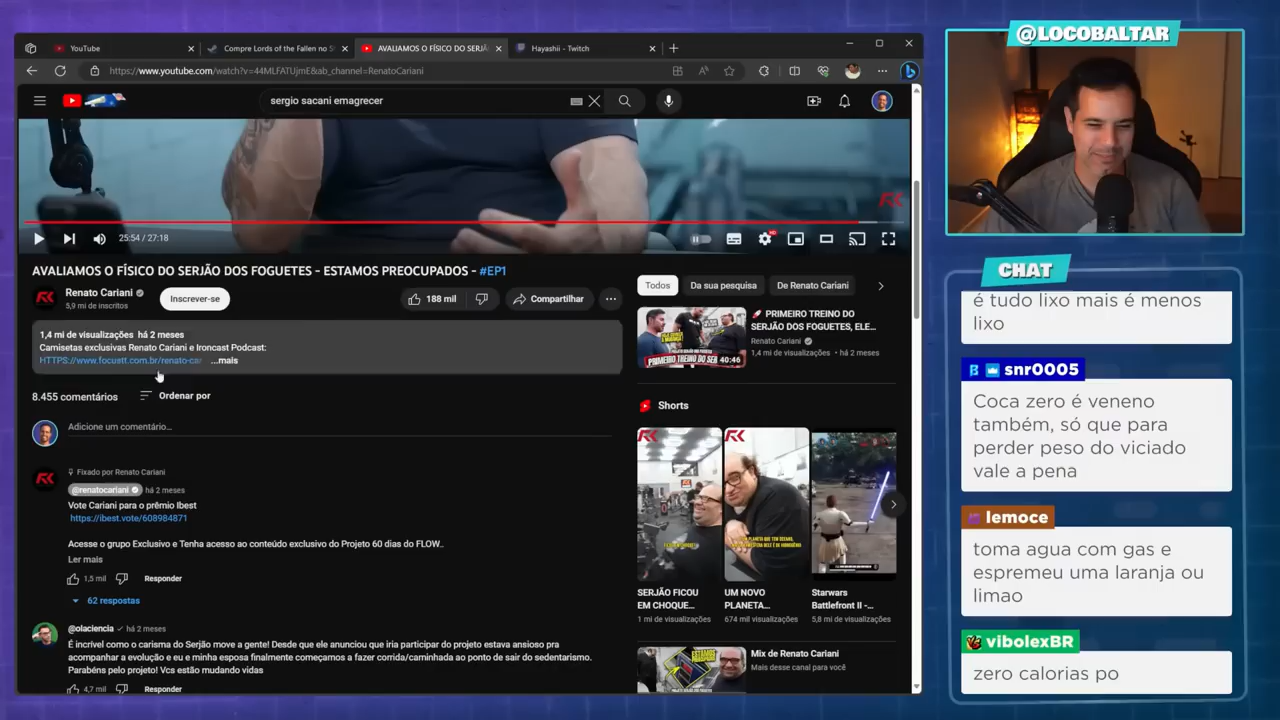 @LOCOBALTAR
YouTube
Compre Lords of the Fallen no S
AVALIAMOS O FÍSICO DO SERJÃ
Hayashii - Twitch
https://www.youtube.com/watch?v=44MLFATUjmE&ab_channel=RenatoCariani
sergio sacani emagrecer
25:54 / 27:18
HD
AVALIAMOS O FÍSICO DO SERJÃO DOS FOGUETES - ESTAMOS PREOCUPADOS - #EP1
Renato Cariani
5,9 mi de inscritos
Inscrever-se
188 mil
Compartilhar
1,4 mi de visualizações há 2 meses
Camisetas exclusivas Renato Cariani e Ironcast Podcast:
HTTPS://www.focustt.com.br/renato-ca
...mais
8.455 comentários
Ordenar por
Adicione um comentário...
Fixado por Renato Cariani
@renatocariani
há 2 meses
Vote Cariani para o prêmio Ibest
https://ibest.vote/608984871
Acesse o grupo Exclusivo e Tenha acesso ao conteúdo exclusivo do Projeto 60 dias do FLOW..
Ler mais
1,5 mil
Responder
62 respostas
@olaciencia
há 2 meses
É incrível como o carisma do Serjão move a gente! Desde que ele anunciou que iria participar do projeto estava ansioso pra
acompanhar a evolução e eu e minha esposa finalmente começamos a fazer corrida/caminhada ao ponto de sair do sedentarismo.
Parabéns pelo projeto! Vcs estão mudando vidas
4,7 mil
Responder
Todos
Da sua pesquisa
De Renato Cariani
PRIMEIRO TREINO DO
SERJÃO DOS FOGUETES, ELE...
Renato Cariani
1,4 mi de visualizações • há 2 meses
PRIMEIRO TREINO DO SER
40:46
Shorts
SERJÃO FICOU
EM CHOQUE...
1 mi de visualizações
UM NOVO
PLANETA...
674 mil visualizações
Starwars
Battlefront II -...
5,8 mi de visualizações
Mix de Renato Cariani
Mais desse canal para você
CHAT
é tudo lixo mais é menos
lixo
snr0005
Coca zero é veneno
também, só que para
perder peso do viciado
vale a pena
lemoce
toma agua com gas e
espremeu uma laranja ou
limao
vibolexBR
zero calorias po